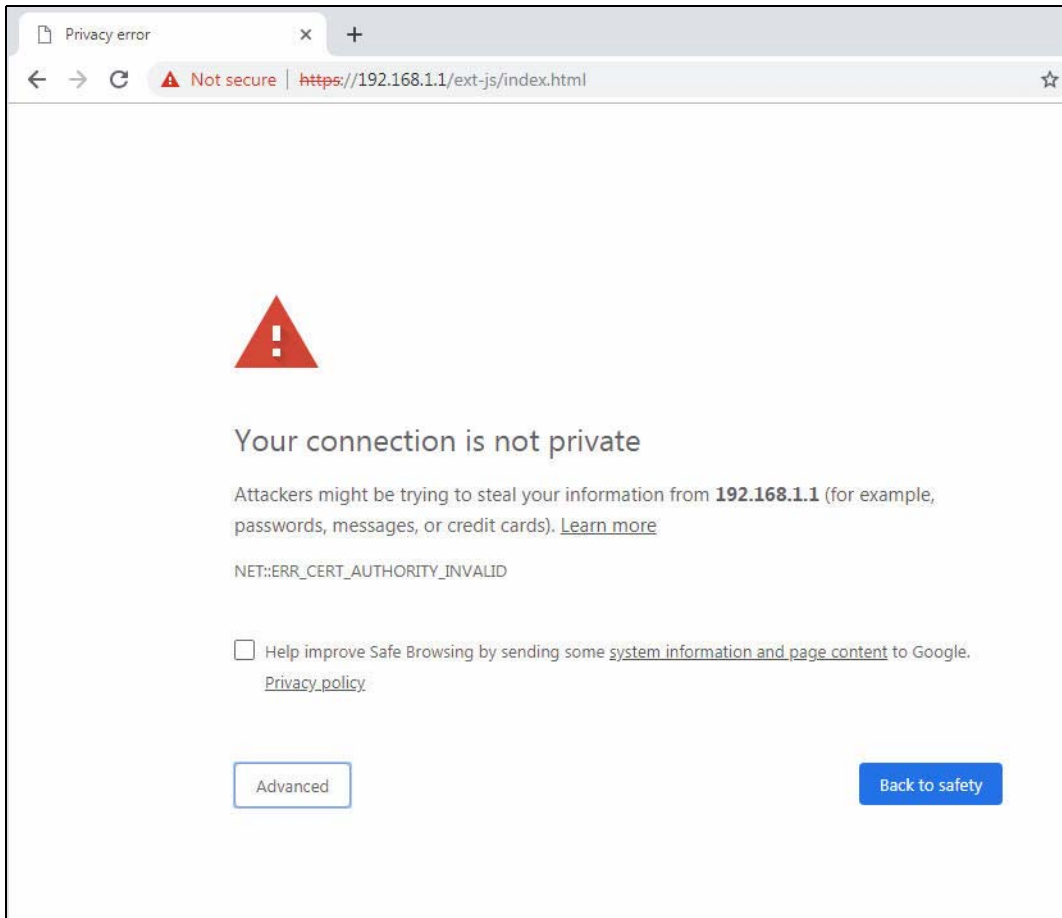 Privacy error
Not secure | https://192.168.1.1/ext-js/index.html
Your connection is not private
Attackers might be trying to steal your information from 192.168.1.1 (for example,
passwords, messages, or credit cards). Learn more
NET::ERR_CERT_AUTHORITY_INVALID
Help improve Safe Browsing by sending some system information and page content to Google.
Privacy policy
Advanced
Back to safety